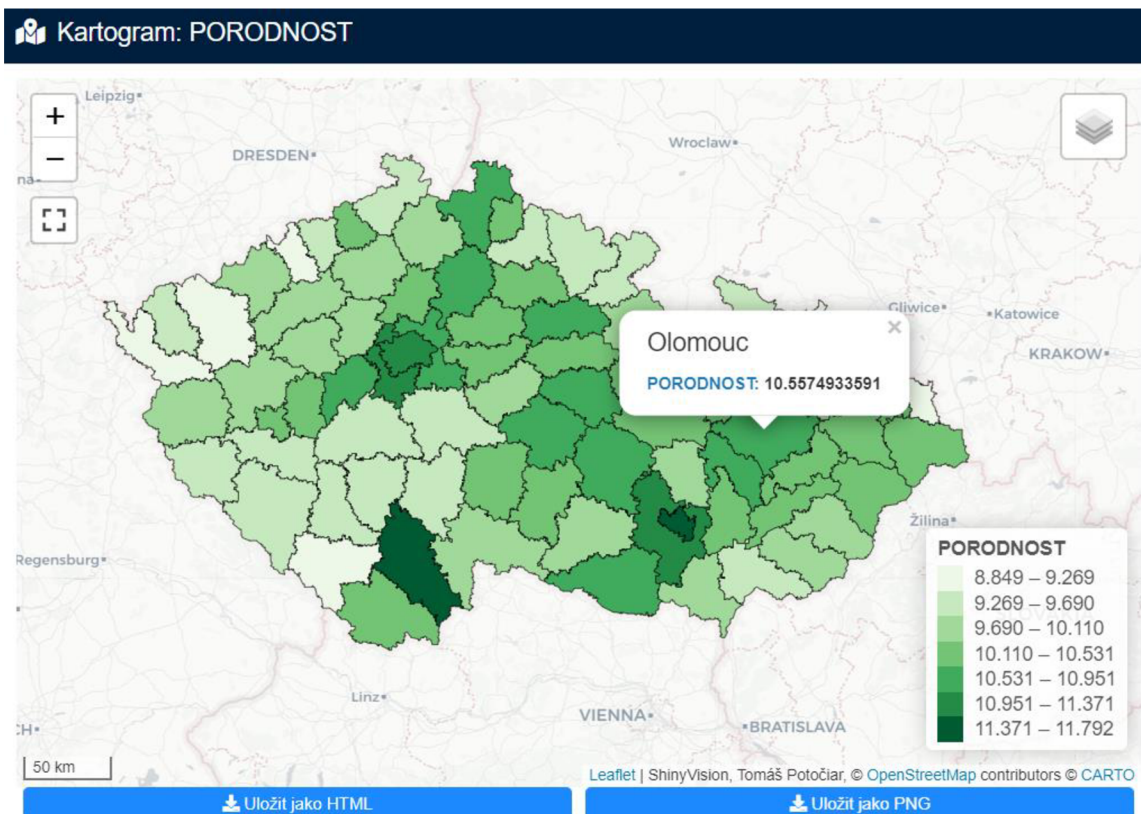 Kartogram: PORODNOST
+
−
Leipzig
DRESDEN
Wroclaw
Gliwice
Katowice
KRAKOW
Olomouc
×
PORODNOST: 10.5574933591
Žilina
Regensburg
Linz
VIENNA
BRATISLAVA
PORODNOST
8.849 – 9.269
9.269 – 9.690
9.690 – 10.110
10.110 – 10.531
10.531 – 10.951
10.951 – 11.371
11.371 – 11.792
50 km
Leaflet | ShinyVision, Tomáš Potočiar, © OpenStreetMap contributors © CARTO
Uložit jako HTML
Uložit jako PNG